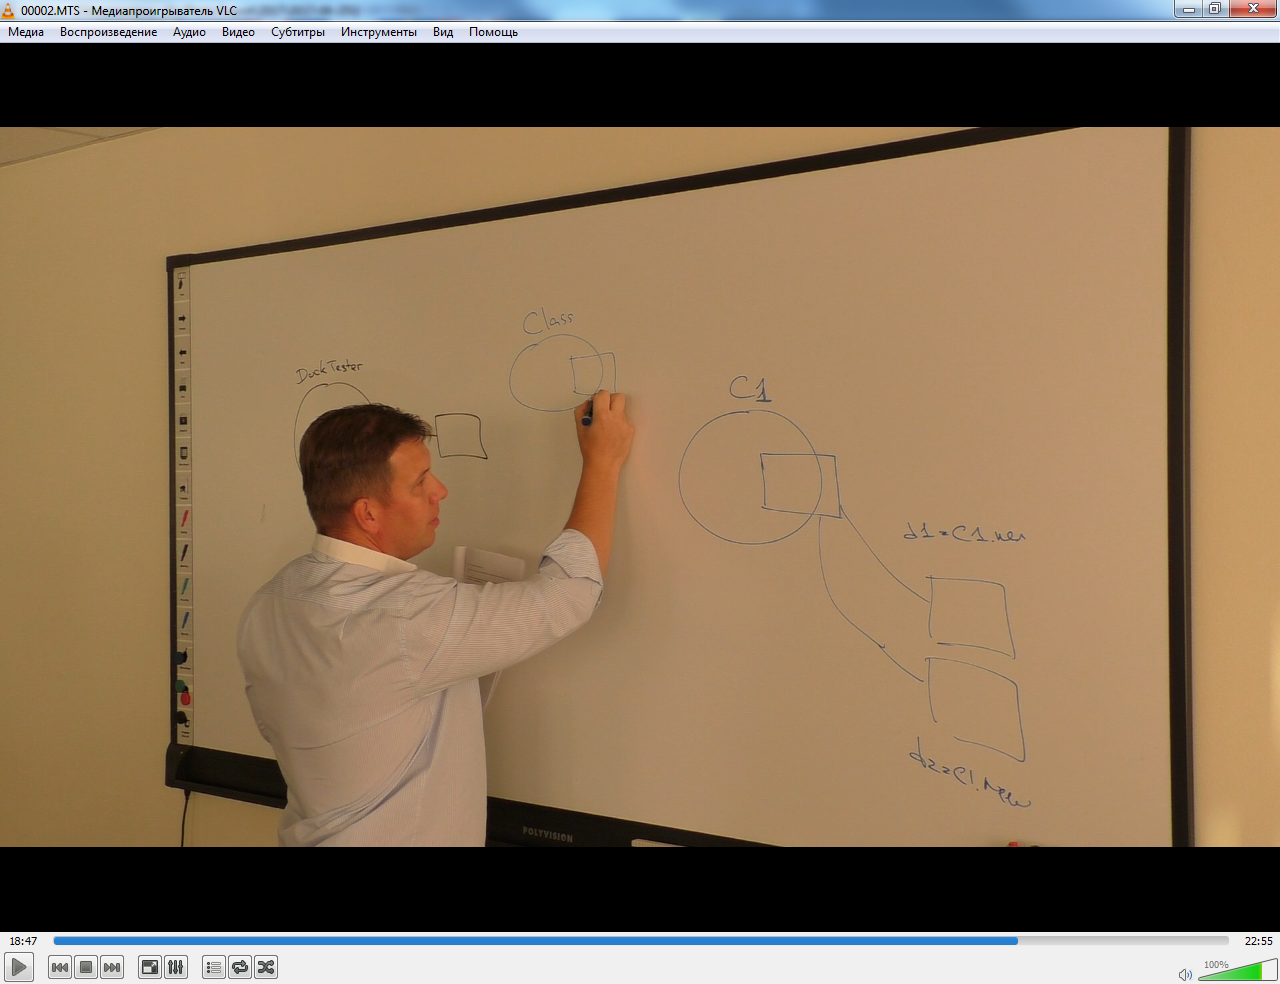 00002.MTS - Медиапроигрыватель VLC
Медиа Воспроизведение Аудио Видео Субтитры Инструменты Вид Помощь
Class
DuckTester
C1
d1=C1.new
d2=C1.new
POLYVISION
18:47
22:55
100%